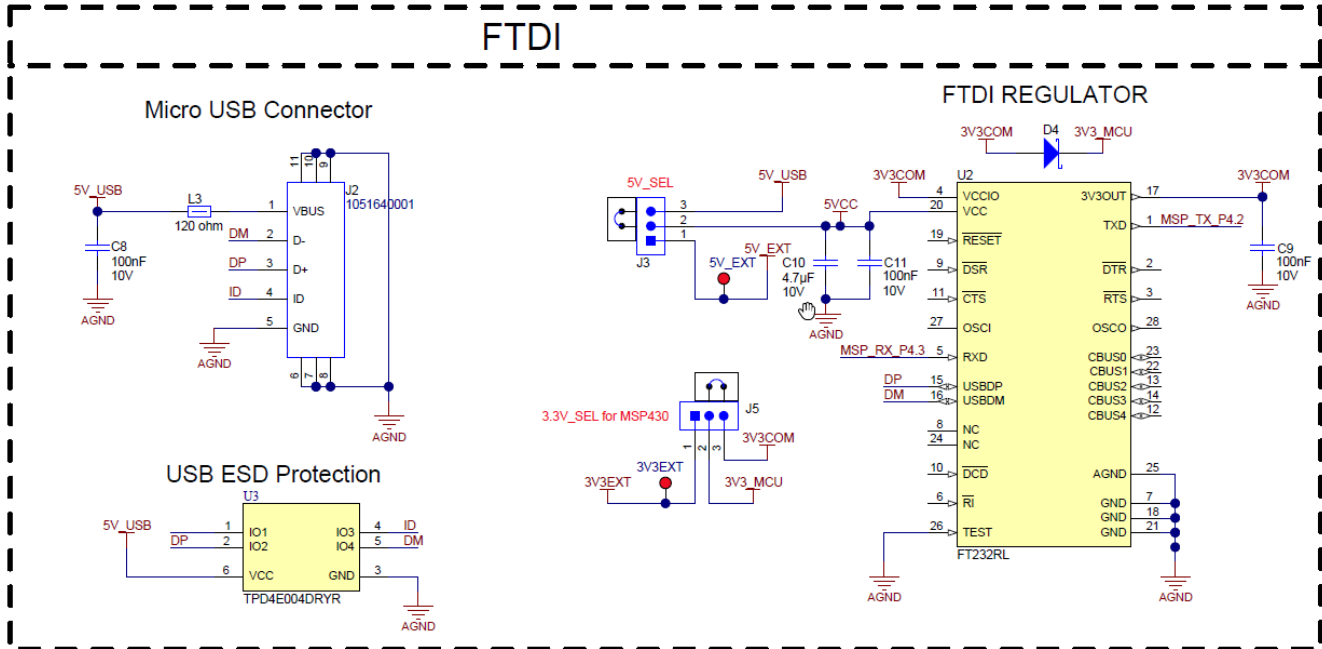 FTDI
Micro USB Connector
FTDI REGULATOR
3V3COM
D4
3V3_MCU
11
10
9
5V_USB
L3
120 ohm
C8
100nF
10V
AGND
J2
1051640001
1
VBUS
DM
2
D-
DP
3
D+
ID
4
ID
5
GND
AGND
6
7
8
AGND
5V_SEL
3
2
1
J3
5V_USB
5V_EXT
5V_EXT
5VCC
C10
4.7µF
10V
C11
100nF
10V
AGND
3V3COM
U2
4
VCCIO
20
VCC
19
RESET
9
DSR
11
CTS
27
OSCI
MSP_RX_P4.3
5
RXD
DP
15
USBDP
DM
16
USBDM
8
NC
24
NC
10
DCD
6
RI
26
TEST
FT232RL
AGND
3V3OUT
17
3V3COM
TXD
1
MSP_TX_P4.2
DTR
2
RTS
3
OSCO
28
CBUS0
23
CBUS1
22
CBUS2
13
CBUS3
14
CBUS4
12
AGND
25
GND
7
GND
18
GND
21
AGND
C9
100nF
10V
AGND
3.3V_SEL for MSP430
J5
1
2
3
3V3COM
3V3EXT
3V3EXT
3V3_MCU
USB ESD Protection
U3
5V_USB
1
IO1
IO3
4
ID
DP
2
IO2
IO4
5
DM
6
VCC
GND
3
TPD4E004DRYR
AGND